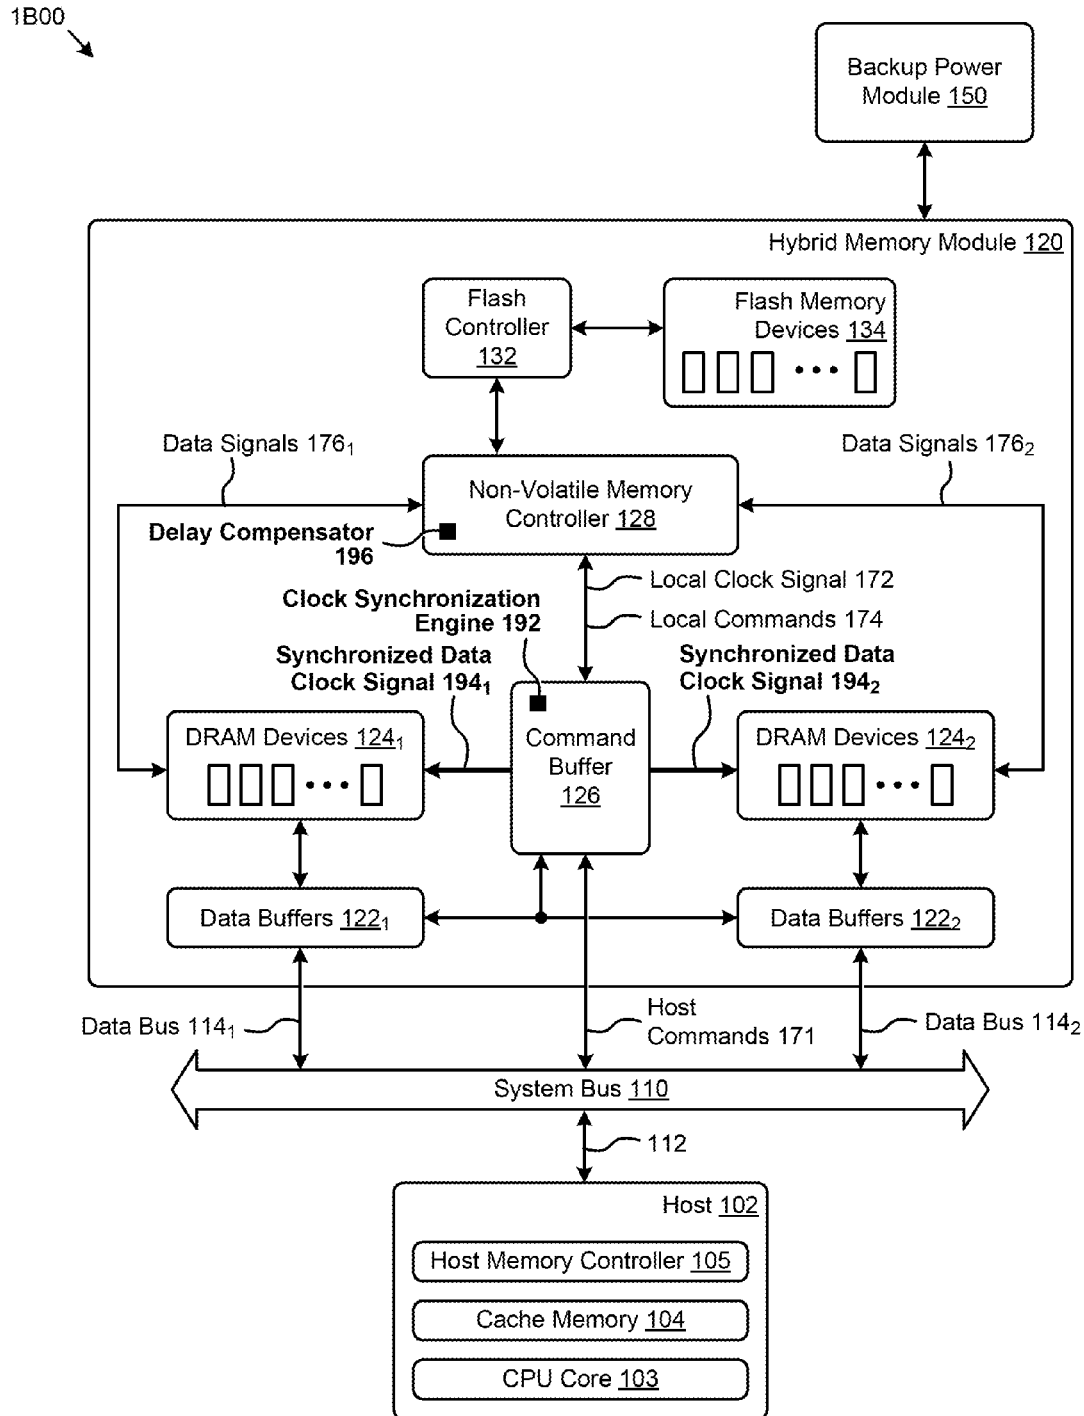 1B00
Backup Power
Module 150
Hybrid Memory Module 120
Flash
Controller
132
Flash Memory
Devices 134
Data Signals 176₁
Data Signals 176₂
Non-Volatile Memory
Controller 128
Delay Compensator
196
Local Clock Signal 172
Clock Synchronization
Engine 192
Local Commands 174
Synchronized Data
Clock Signal 194₁
Synchronized Data
Clock Signal 194₂
DRAM Devices 124₁
Command
Buffer
126
DRAM Devices 124₂
Data Buffers 122₁
Data Buffers 122₂
Data Bus 114₁
Host
Commands 171
Data Bus 114₂
System Bus 110
112
Host 102
Host Memory Controller 105
Cache Memory 104
CPU Core 103